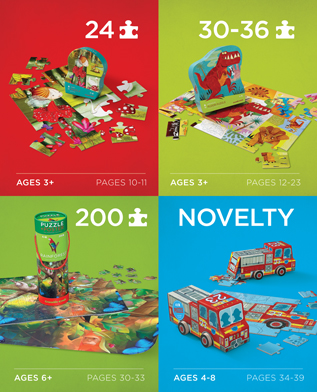 24
30-36
AGES 3+ PAGES 10-11
AGES 3+ PAGES 12-23
200
NOVELTY
PUZZLE
AGES 6+ PAGES 30-33
AGES 4-8 PAGES 34-39